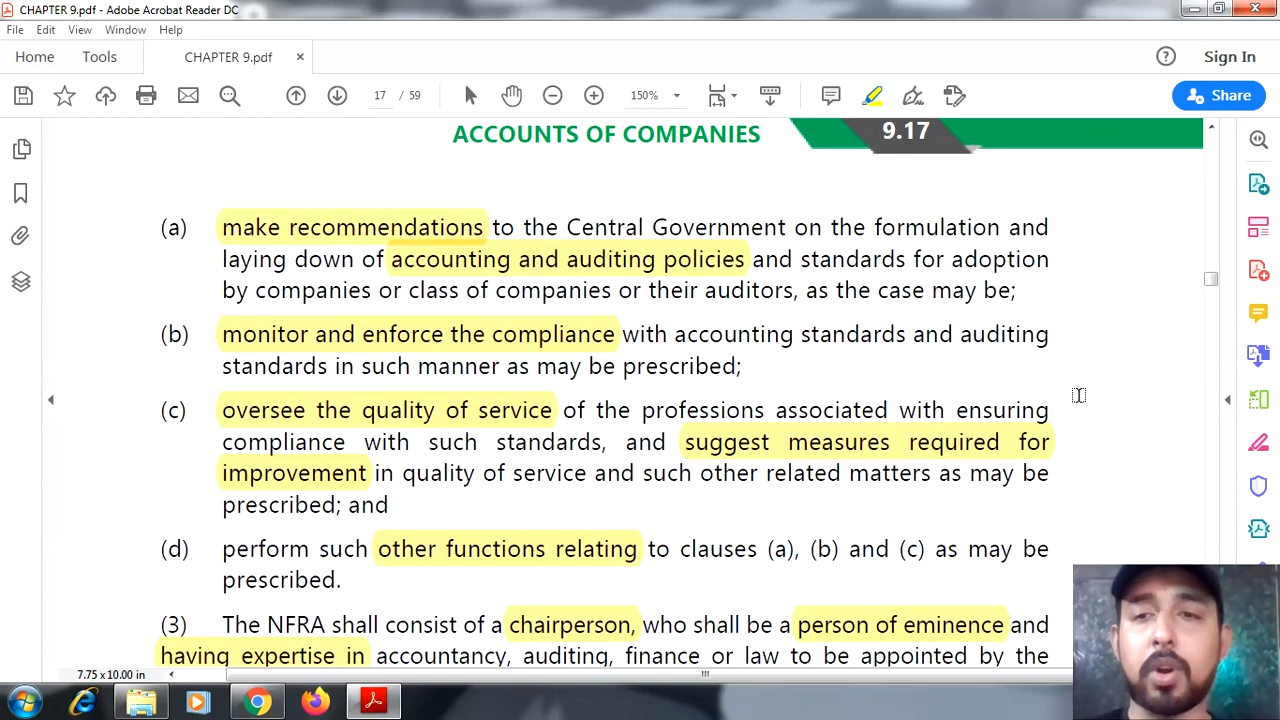 CHAPTER 9.pdf - Adobe Acrobat Reader DC
File Edit View Window Help
Home Tools CHAPTER 9.pdf × ? Sign In
17 / 59 150% Share
ACCOUNTS OF COMPANIES 9.17
(a) make recommendations to the Central Government on the formulation and
laying down of accounting and auditing policies and standards for adoption
by companies or class of companies or their auditors, as the case may be;
(b) monitor and enforce the compliance with accounting standards and auditing
standards in such manner as may be prescribed;
(c) oversee the quality of service of the professions associated with ensuring
compliance with such standards, and suggest measures required for
improvement in quality of service and such other related matters as may be
prescribed; and
(d) perform such other functions relating to clauses (a), (b) and (c) as may be
prescribed.
(3) The NFRA shall consist of a chairperson, who shall be a person of eminence and
having expertise in accountancy, auditing, finance or law to be appointed by the
7.75 x 10.00 in